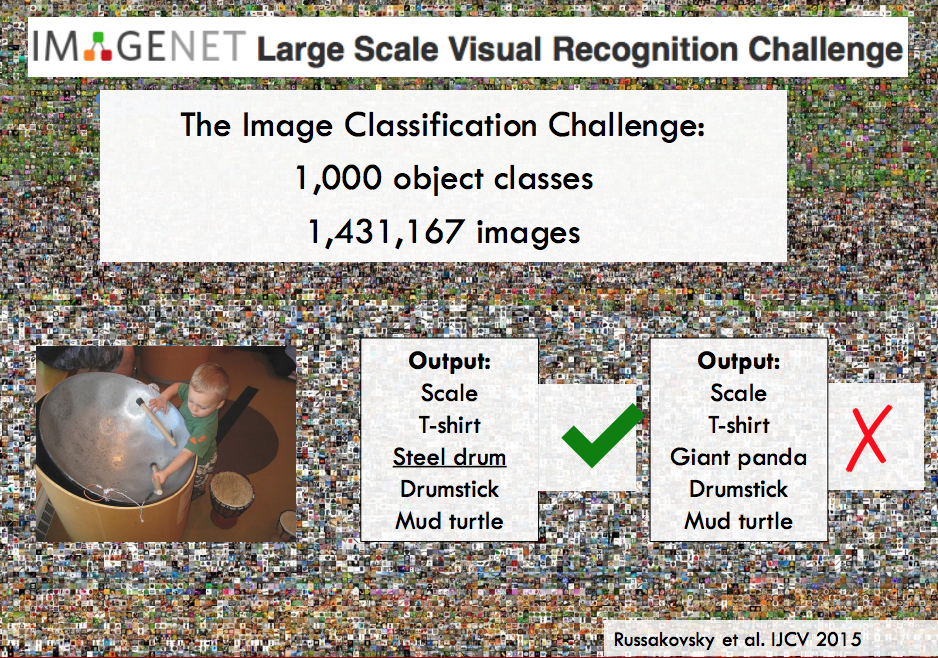 IMAGENET Large Scale Visual Recognition Challenge
The Image Classification Challenge:
1,000 object classes
1,431,167 images
Output:
Scale
T-shirt
Steel drum
Drumstick
Mud turtle
Output:
Scale
T-shirt
Giant panda
Drumstick
Mud turtle
Russakovsky et al. IJCV 2015